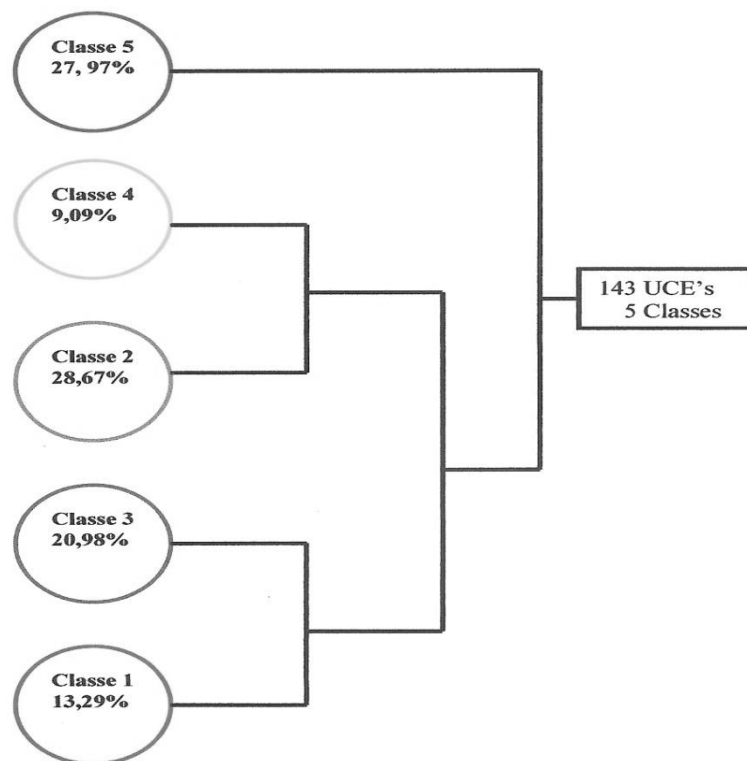 Classe 5
27, 97%
Classe 4
9,09%
143 UCE's
5 Classes
Classe 2
28,67%
Classe 3
20,98%
Classe 1
13,29%